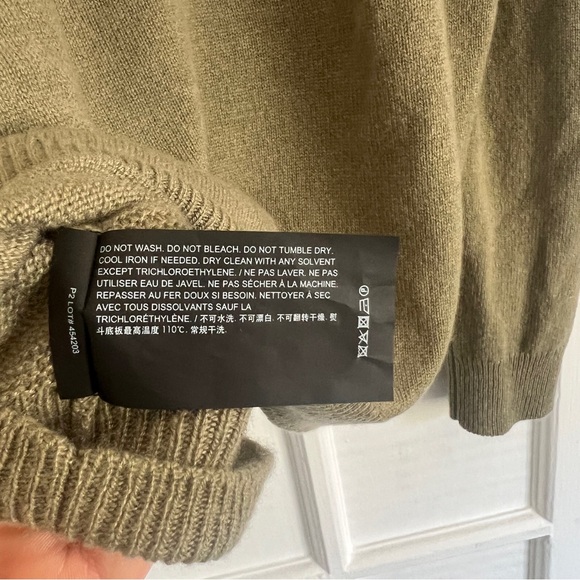 DO NOT WASH. DO NOT BLEACH. DO NOT TUMBLE DRY.
COOL IRON IF NEEDED. DRY CLEAN WITH ANY SOLVENT
EXCEPT TRICHLOROETHYLENE. / NE PAS LAVER. NE PAS
UTILISER EAU DE JAVEL. NE PAS SÉCHER À LA MACHINE.
REPASSER AU FER DOUX SI BESOIN. NETTOYER À SEC
AVEC TOUS DISSOLVANTS SAUF LA
TRICHLORÉTHYLÈNE. / 不可水洗. 不可漂白. 不可翻转干燥. 熨
斗底板最高温度 110℃. 常规干洗.
P2 LOT# 454203